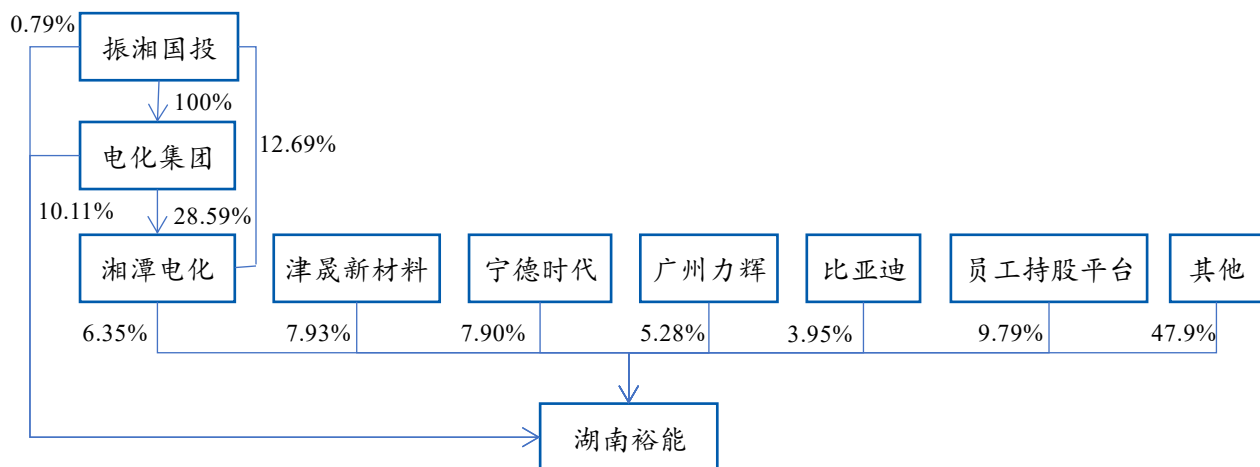 0.79%
振湘国投
100%
12.69%
电化集团
10.11%
28.59%
湘潭电化
津晟新材料
宁德时代
广州力辉
比亚迪
员工持股平台
其他
6.35%
7.93%
7.90%
5.28%
3.95%
9.79%
47.9%
湖南裕能